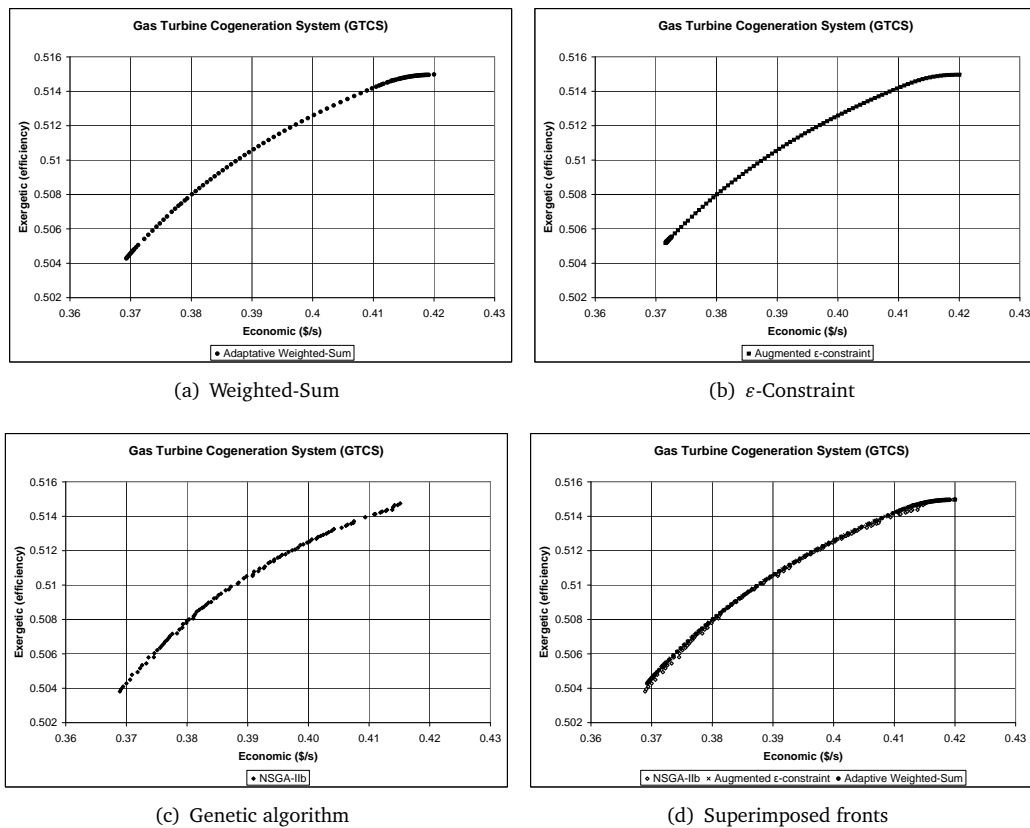 Gas Turbine Cogeneration System (GTCS)
0.516
0.514
0.512
0.51
0.508
0.506
0.504
0.502
Exergetic (efficiency)
0.36 0.37 0.38 0.39 0.4 0.41 0.42 0.43
Economic ($/s)
Adaptative Weighted-Sum
(a) Weighted-Sum
Gas Turbine Cogeneration System (GTCS)
0.516
0.514
0.512
0.51
0.508
0.506
0.504
0.502
Exergetic (efficiency)
0.36 0.37 0.38 0.39 0.4 0.41 0.42 0.43
Economic ($/s)
Augmented ε-constraint
(b) ε-Constraint
Gas Turbine Cogeneration System (GTCS)
0.516
0.514
0.512
0.51
0.508
0.506
0.504
0.502
Exergetic (efficiency)
0.36 0.37 0.38 0.39 0.4 0.41 0.42 0.43
Economic ($/s)
NSGA-IIb
(c) Genetic algorithm
Gas Turbine Cogeneration System (GTCS)
0.516
0.514
0.512
0.51
0.508
0.506
0.504
0.502
Exergetic (efficiency)
0.36 0.37 0.38 0.39 0.4 0.41 0.42 0.43
Economic ($/s)
NSGA-IIb Augmented ε-constraint Adaptive Weighted-Sum
(d) Superimposed fronts